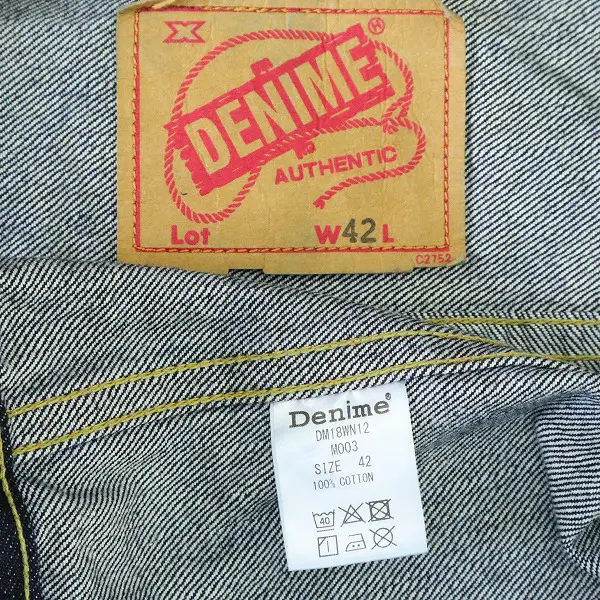 X
DENIME
AUTHENTIC
Lot W42L
C2752
Denime®
DM18WN12
M003
SIZE 42
100% COTTON
40